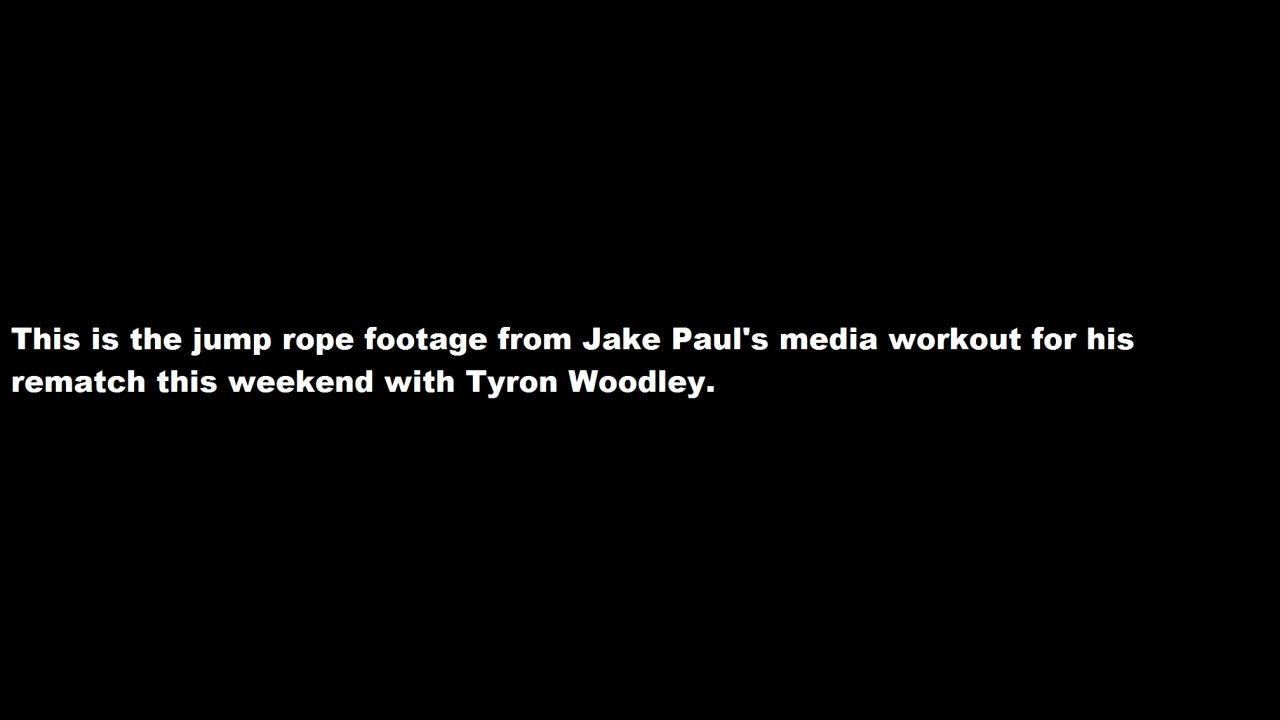 This is the jump rope footage from Jake Paul's media workout for his
rematch this weekend with Tyron Woodley.